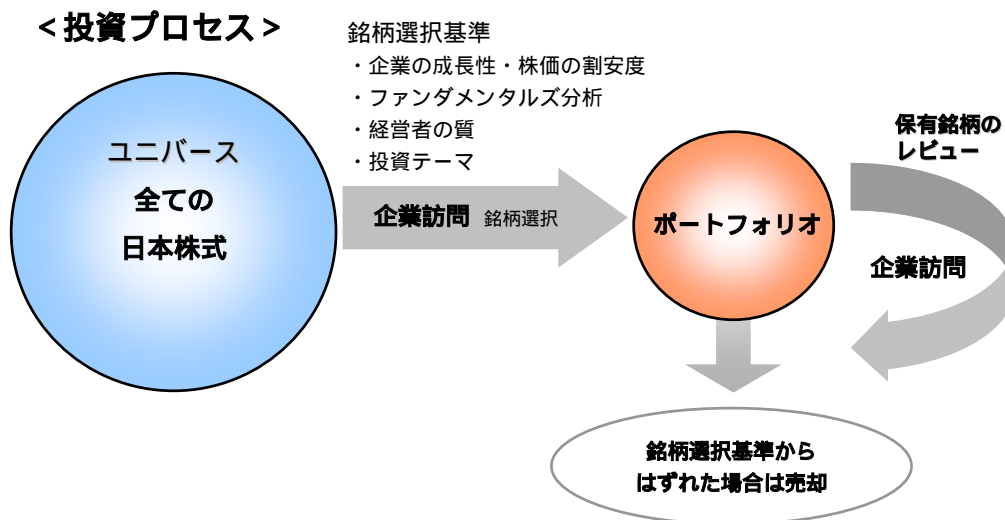 ＜投資プロセス＞
銘柄選択基準
・企業の成長性・株価の割安度
・ファンダメンタルズ分析
・経営者の質
・投資テーマ
ユニバース
全ての
日本株式
企業訪問 銘柄選択
ポートフォリオ
保有銘柄の
レビュー
企業訪問
銘柄選択基準から
はずれた場合は売却